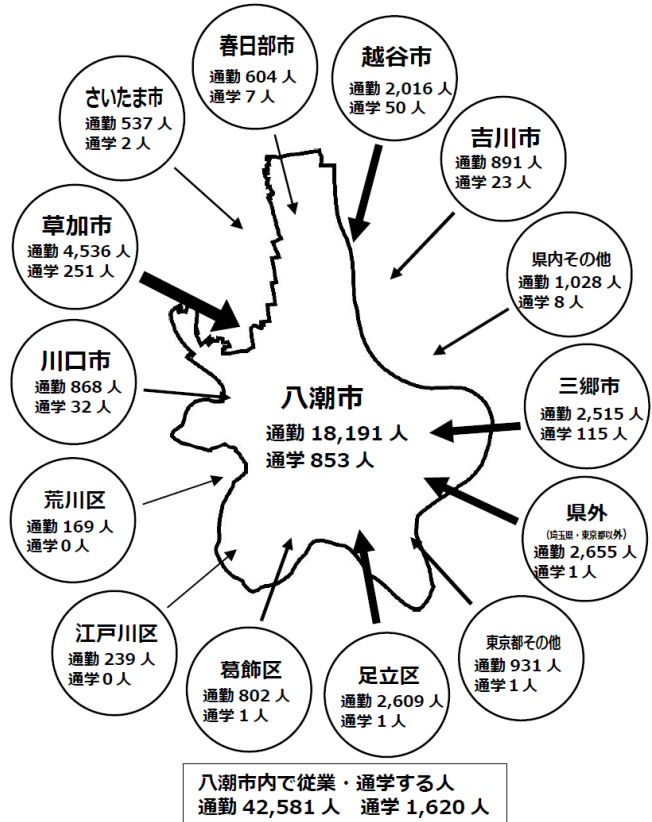 春日部市
通勤 604 人
通学 7 人
越谷市
通勤 2,016 人
通学 50 人
さいたま市
通勤 537 人
通学 2 人
吉川市
通勤 891 人
通学 23 人
草加市
通勤 4,536 人
通学 251 人
県内その他
通勤 1,028 人
通学 8 人
川口市
通勤 868 人
通学 32 人
八潮市
通勤 18,191 人
通学 853 人
三郷市
通勤 2,515 人
通学 115 人
荒川区
通勤 169 人
通学 0 人
県外
(埼玉県・東京都以外)
通勤 2,655 人
通学 1 人
江戸川区
通勤 239 人
通学 0 人
葛飾区
通勤 802 人
通学 1 人
足立区
通勤 2,609 人
通学 1 人
東京都その他
通勤 931 人
通学 1 人
八潮市内で従業・通学する人
通勤 42,581 人 通学 1,620 人